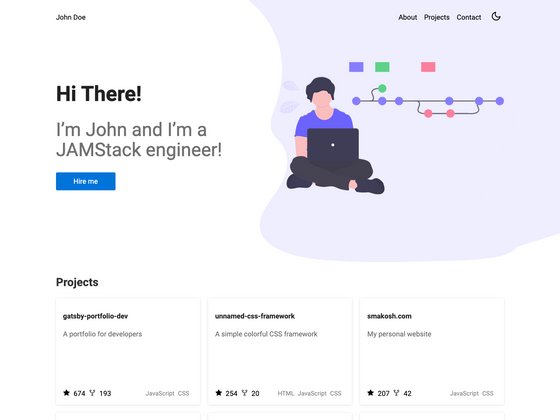 John Doe
About Projects Contact
Hi There!
I’m John and I’m a
JAMStack engineer!
Hire me
Projects
gatsby-portfolio-dev
A portfolio for developers
674 193 JavaScript CSS
unnamed-css-framework
A simple colorful CSS framework
254 20 HTML JavaScript CSS
smakosh.com
My personal website
207 42 JavaScript CSS